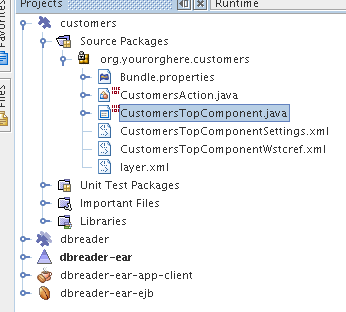 Projects
Runtime
Favorites
Files
customers
Source Packages
org.yourorghere.customers
Bundle.properties
CustomersAction.java
CustomersTopComponent.java
CustomersTopComponentSettings.xml
CustomersTopComponentWstcref.xml
layer.xml
Unit Test Packages
Important Files
Libraries
dbreader
dbreader-ear
dbreader-ear-app-client
dbreader-ear-ejb